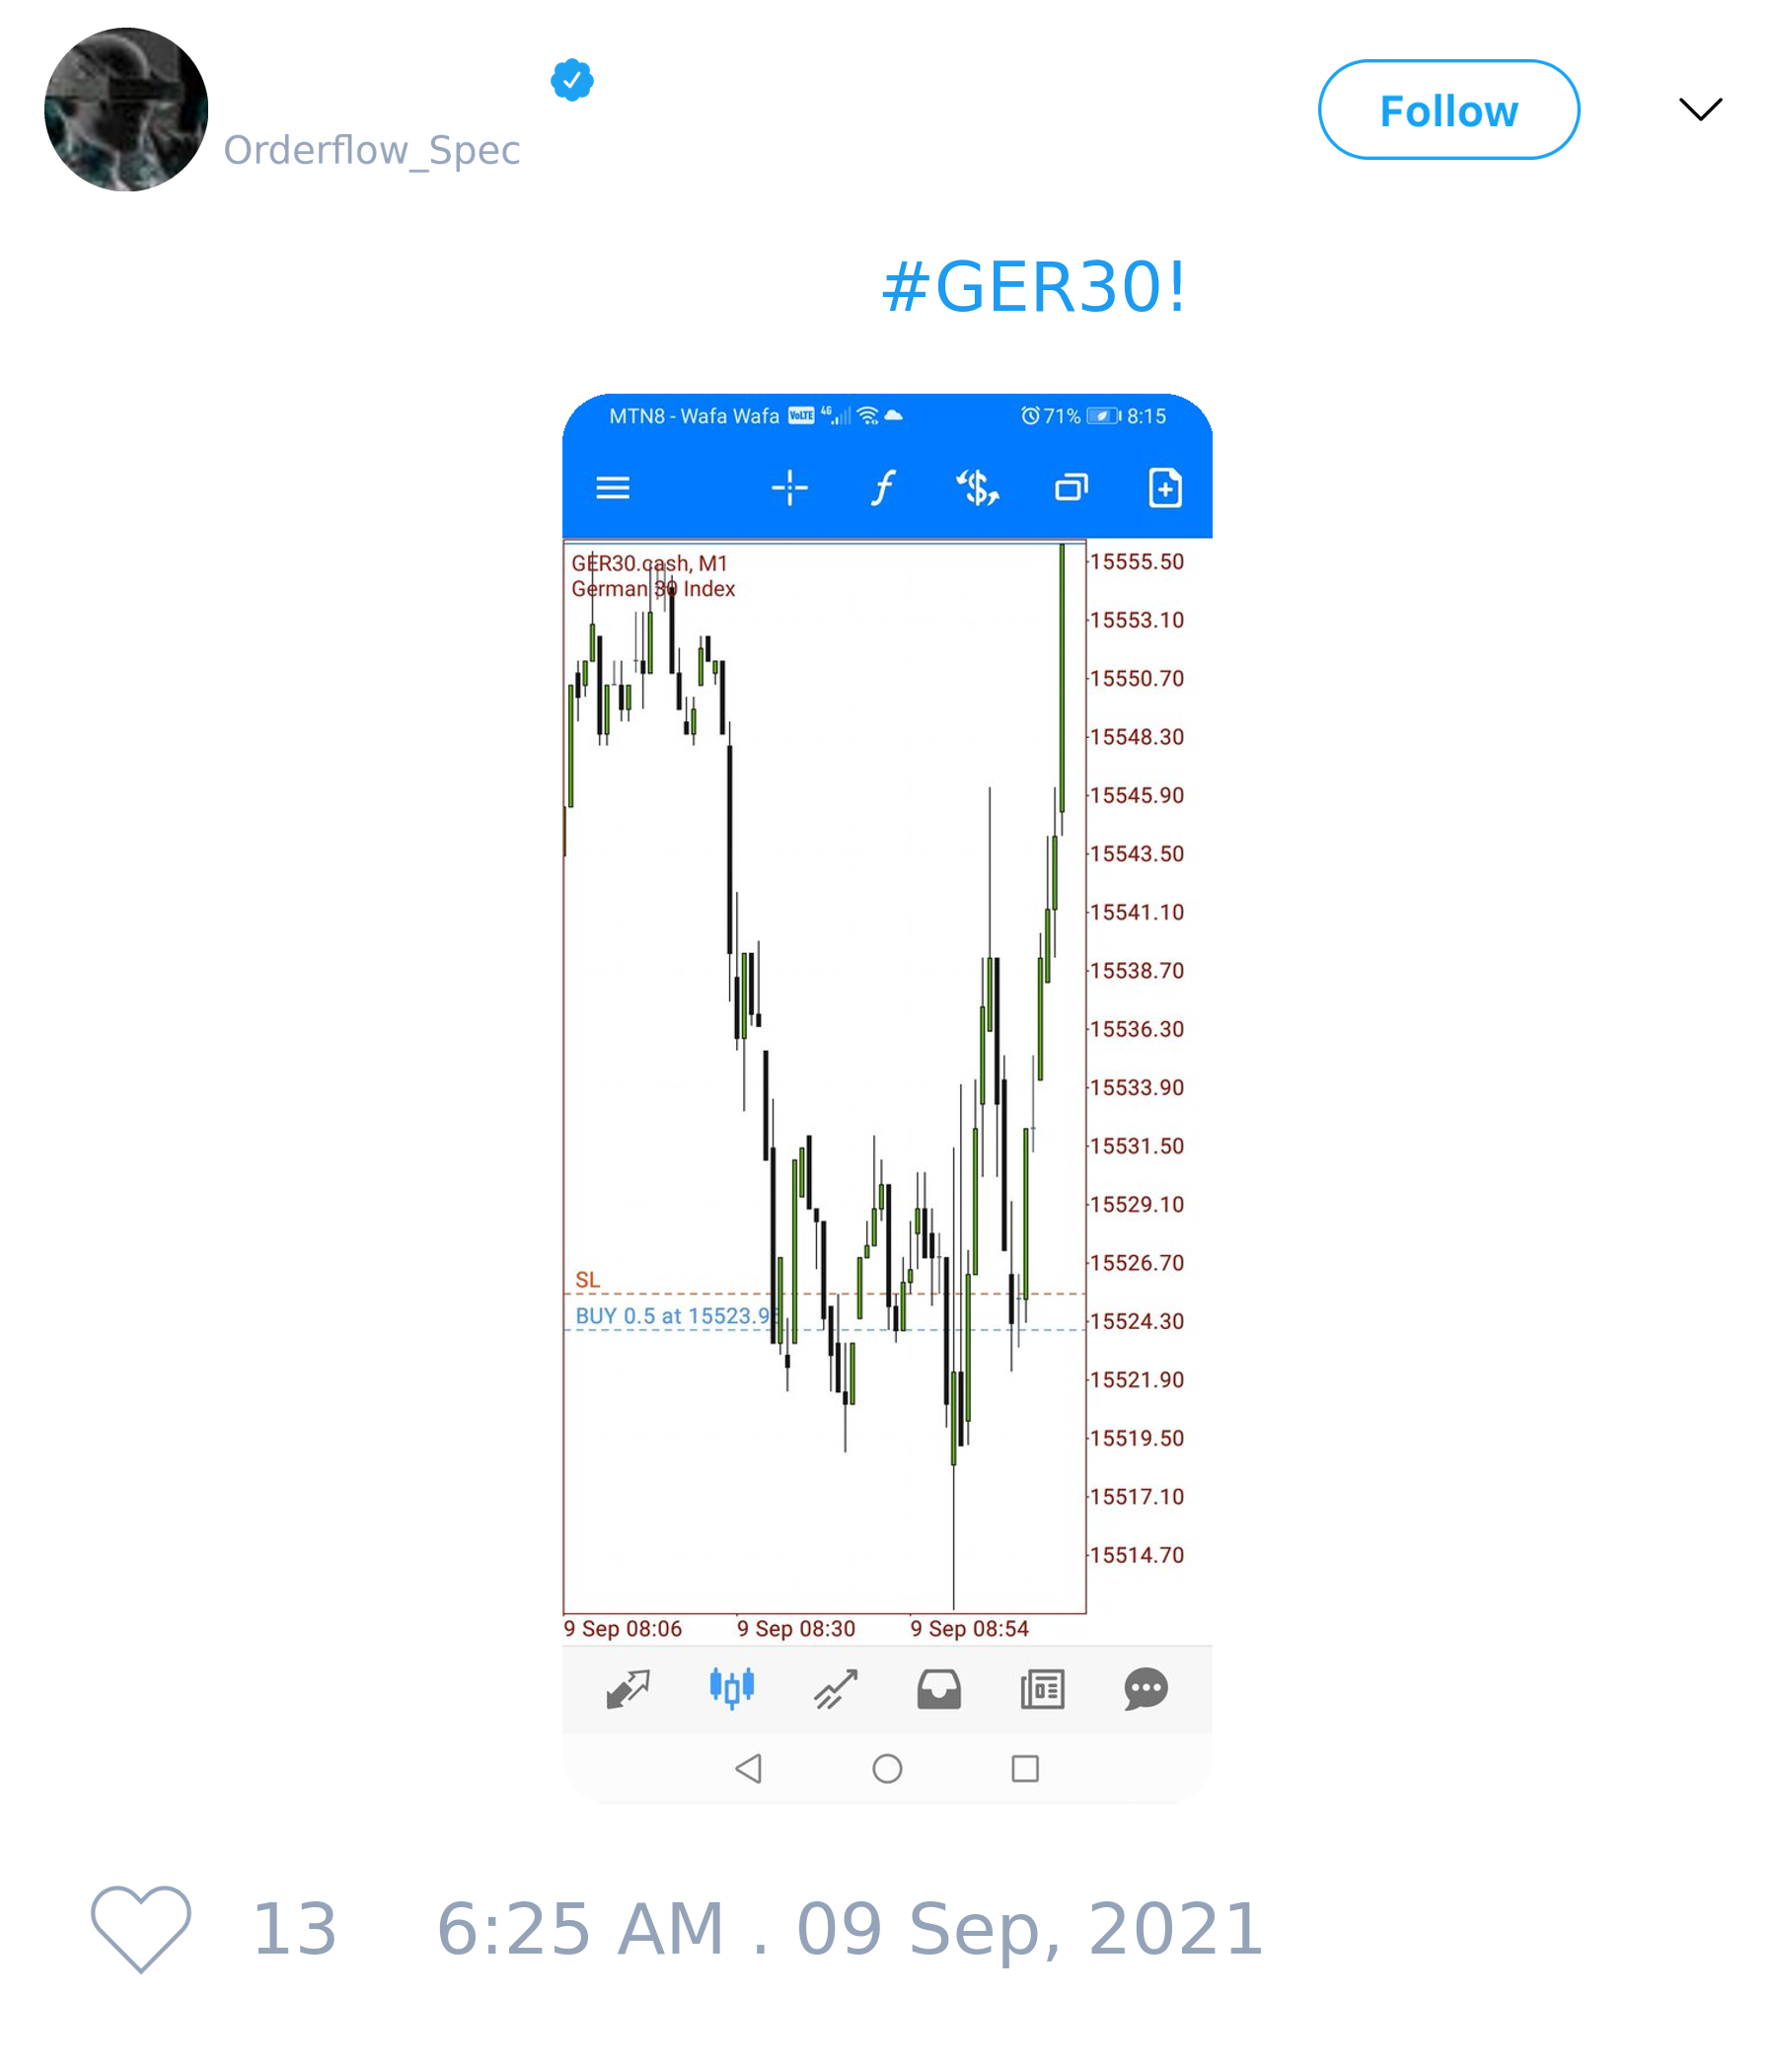 Orderflow_Spec
Follow
#GER30!
MTN8 - Wafa Wafa VoLTE 4G 71% 8:15
GER30.cash, M1
German 30 Index
15555.50
15553.10
15550.70
15548.30
15545.90
15543.50
15541.10
15538.70
15536.30
15533.90
15531.50
15529.10
15526.70
SL
BUY 0.5 at 15523.9
15524.30
15521.90
15519.50
15517.10
15514.70
9 Sep 08:06 9 Sep 08:30 9 Sep 08:54
13 6:25 AM . 09 Sep, 2021